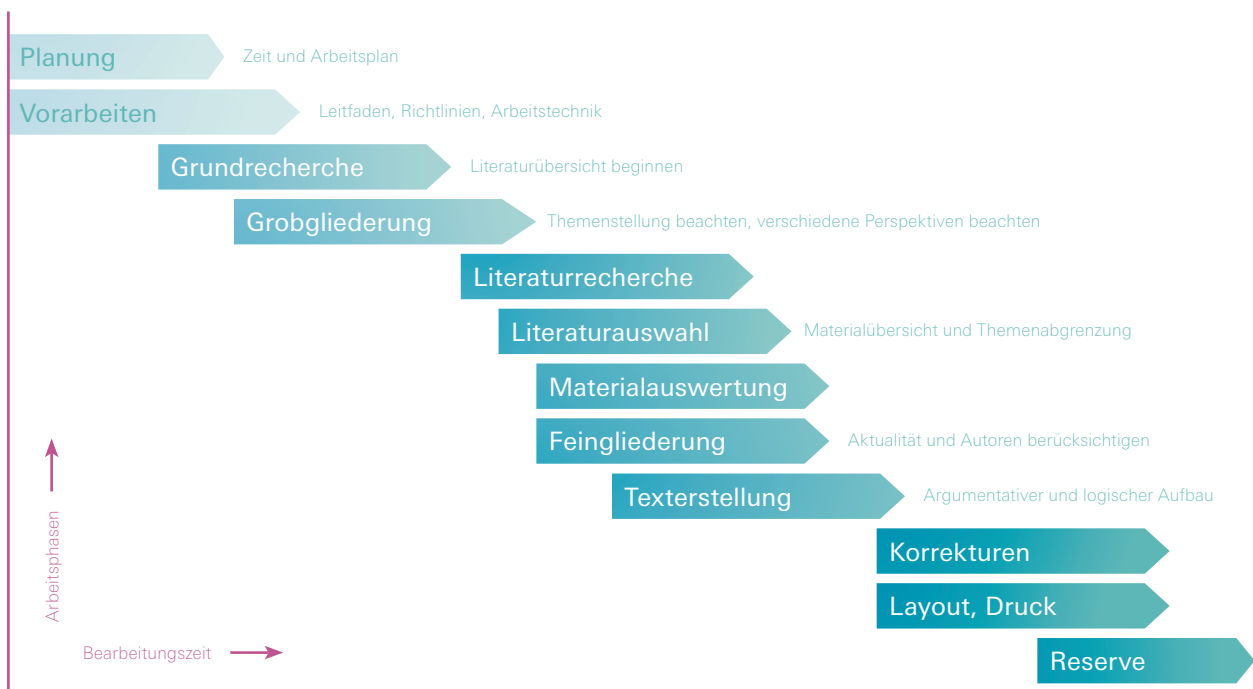 Planung
Zeit und Arbeitsplan
Vorarbeiten
Leitfaden, Richtlinien, Arbeitstechnik
Grundrecherche
Literaturübersicht beginnen
Grobgliederung
Themenstellung beachten, verschiedene Perspektiven beachten
Literaturrecherche
Literaturauswahl
Materialübersicht und Themenabgrenzung
Materialauswertung
Feingliederung
Aktualität und Autoren berücksichtigen
Texterstellung
Argumentativer und logischer Aufbau
Korrekturen
Layout, Druck
Reserve
Arbeitsphasen
Bearbeitungszeit